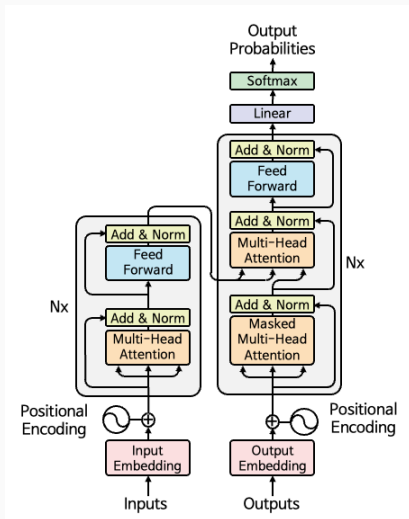 Output
Probabilities
Softmax
Linear
Add & Norm
Feed
Forward
Add & Norm
Multi-Head
Attention
Nx
Add & Norm
Masked
Multi-Head
Attention
Positional
Encoding
Output
Embedding
Outputs
Add & Norm
Feed
Forward
Nx
Add & Norm
Multi-Head
Attention
Positional
Encoding
Input
Embedding
Inputs